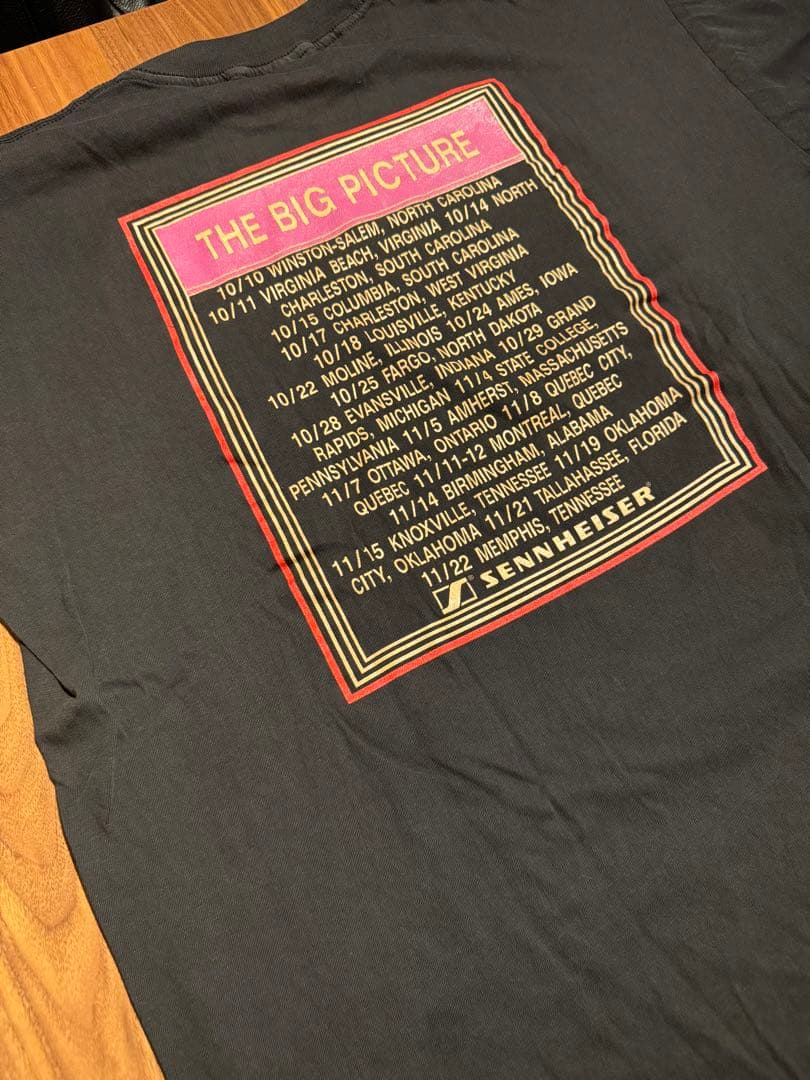 THE BIG PICTURE
10/10 WINSTON-SALEM, NORTH CAROLINA
10/11 VIRGINIA BEACH, VIRGINIA 10/14 NORTH
CHARLESTON, SOUTH CAROLINA
10/15 COLUMBIA, SOUTH CAROLINA
10/17 CHARLESTON, WEST VIRGINIA
10/18 LOUISVILLE, KENTUCKY
10/22 MOLINE, ILLINOIS 10/24 AMES, IOWA
10/25 FARGO, NORTH DAKOTA
10/28 EVANSVILLE, INDIANA 10/29 GRAND
RAPIDS, MICHIGAN 11/4 STATE COLLEGE,
PENNSYLVANIA 11/5 AMHERST, MASSACHUSETTS
11/7 OTTAWA, ONTARIO 11/8 QUEBEC CITY,
QUEBEC 11/11-12 MONTREAL, QUEBEC
11/14 BIRMINGHAM, ALABAMA
11/15 KNOXVILLE, TENNESSEE 11/19 OKLAHOMA
CITY, OKLAHOMA 11/21 TALLAHASSEE, FLORIDA
11/22 MEMPHIS, TENNESSEE
SENNHEISER®